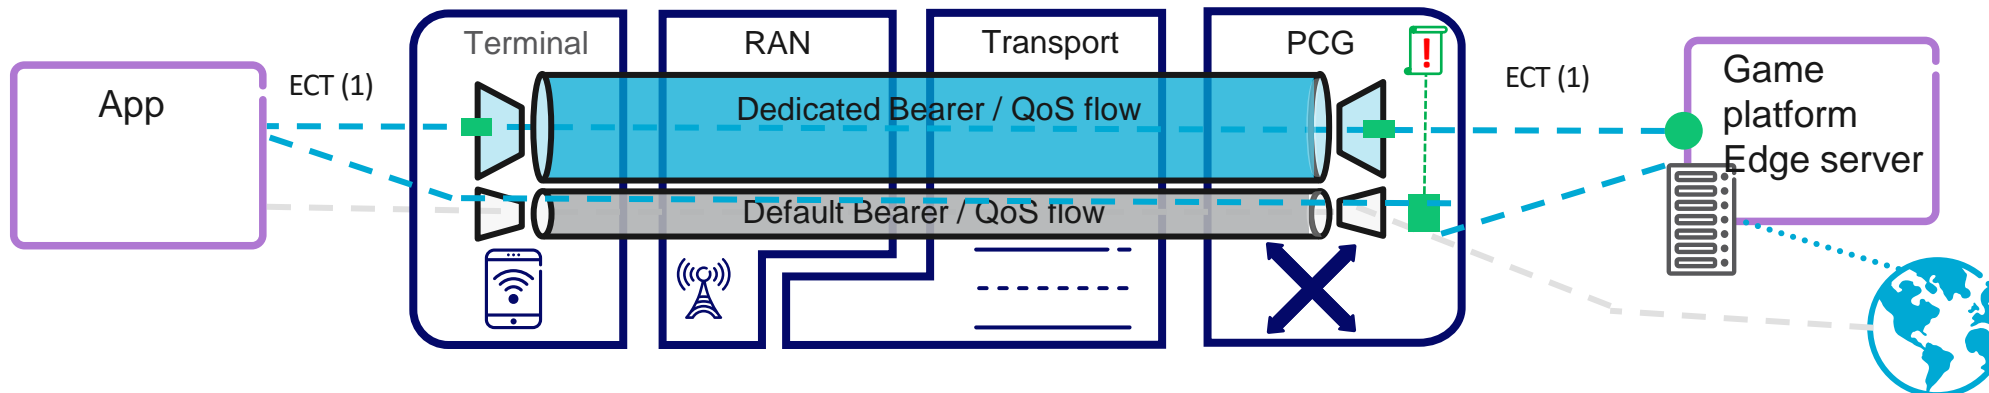 Terminal
RAN
Transport
PCG
!
App
ECT (1)
ECT (1)
Game
platform
Edge server
Dedicated Bearer / QoS flow
Default Bearer / QoS flow